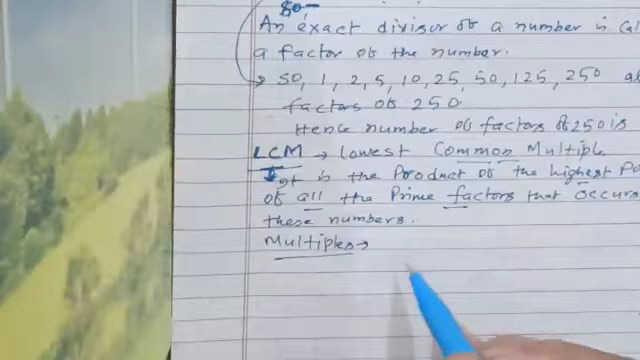 So-
An exact divisor of a number is
a factor of the number.
So, 1, 2, 5, 10, 25, 50, 125, 250
factors of 250.
Hence number of factors of 250 is
LCM → Lowest Common Multiple
It is the Product of the highest
of all the Prime factors that occurs
these numbers.
Multiples →